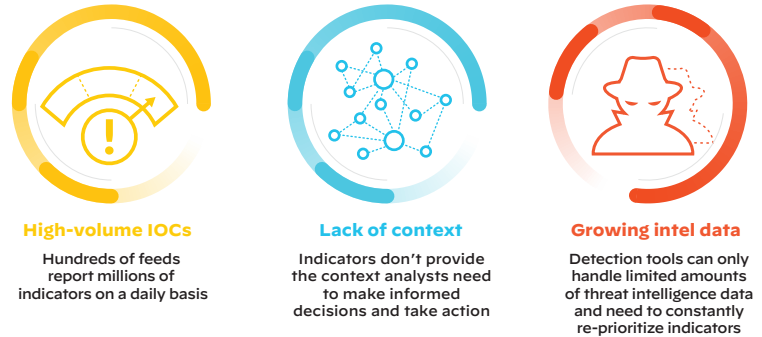 High-volume IOCs
Hundreds of feeds
report millions of
indicators on a daily basis
Lack of context
Indicators don't provide
the context analysts need
to make informed
decisions and take action
Growing intel data
Detection tools can only
handle limited amounts
of threat intelligence data
and need to constantly
re-prioritize indicators